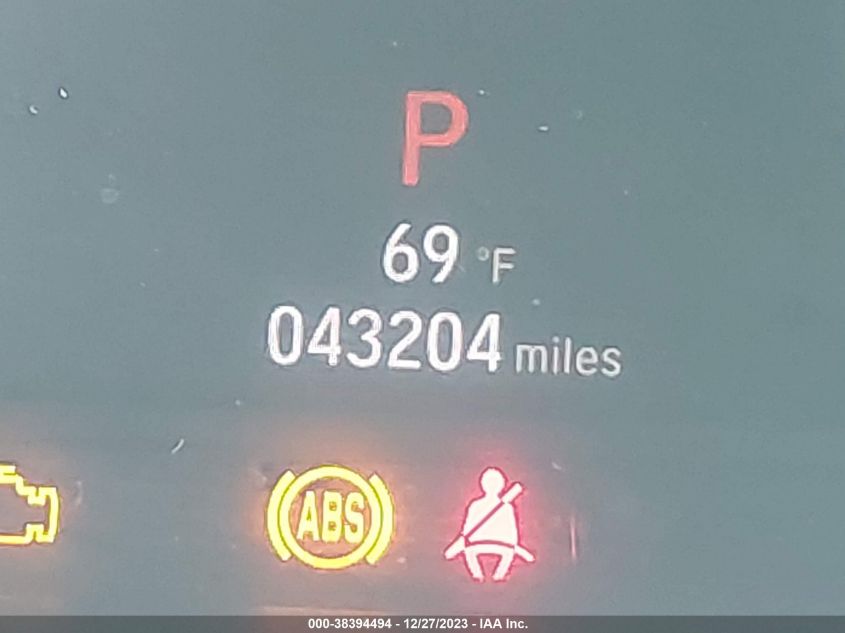 P
69 °F
043204 miles
ABS
000-38394494 - 12/27/2023 - IAA Inc.